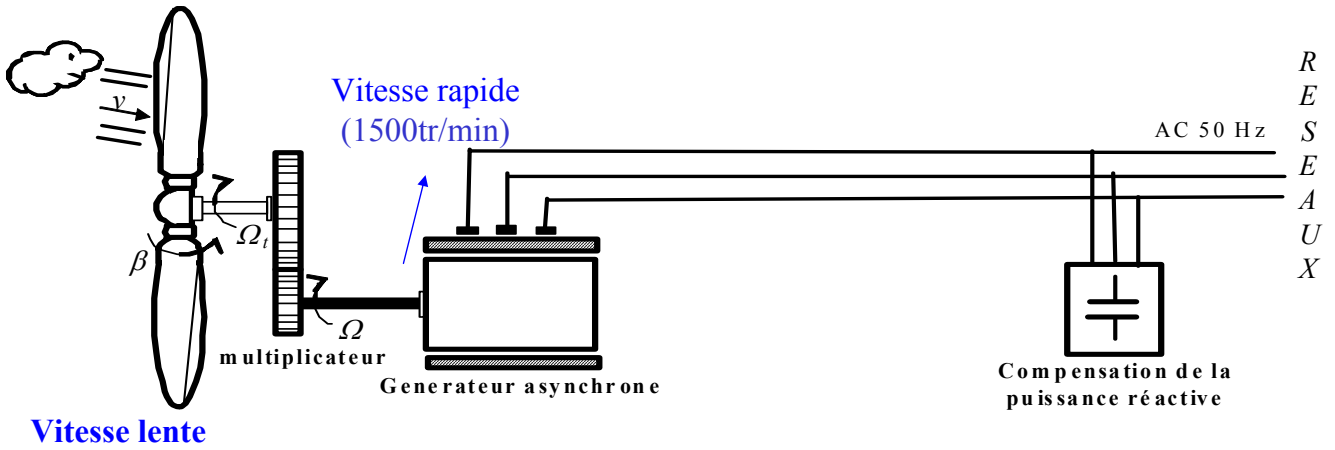 Vitesse rapide
(1500tr/min)
v
AC 50 Hz
R
E
S
E
A
U
X
Ωt
β
Ω
multiplicateur
Generateur asynchrone
Compensation de la
puissance réactive
Vitesse lente